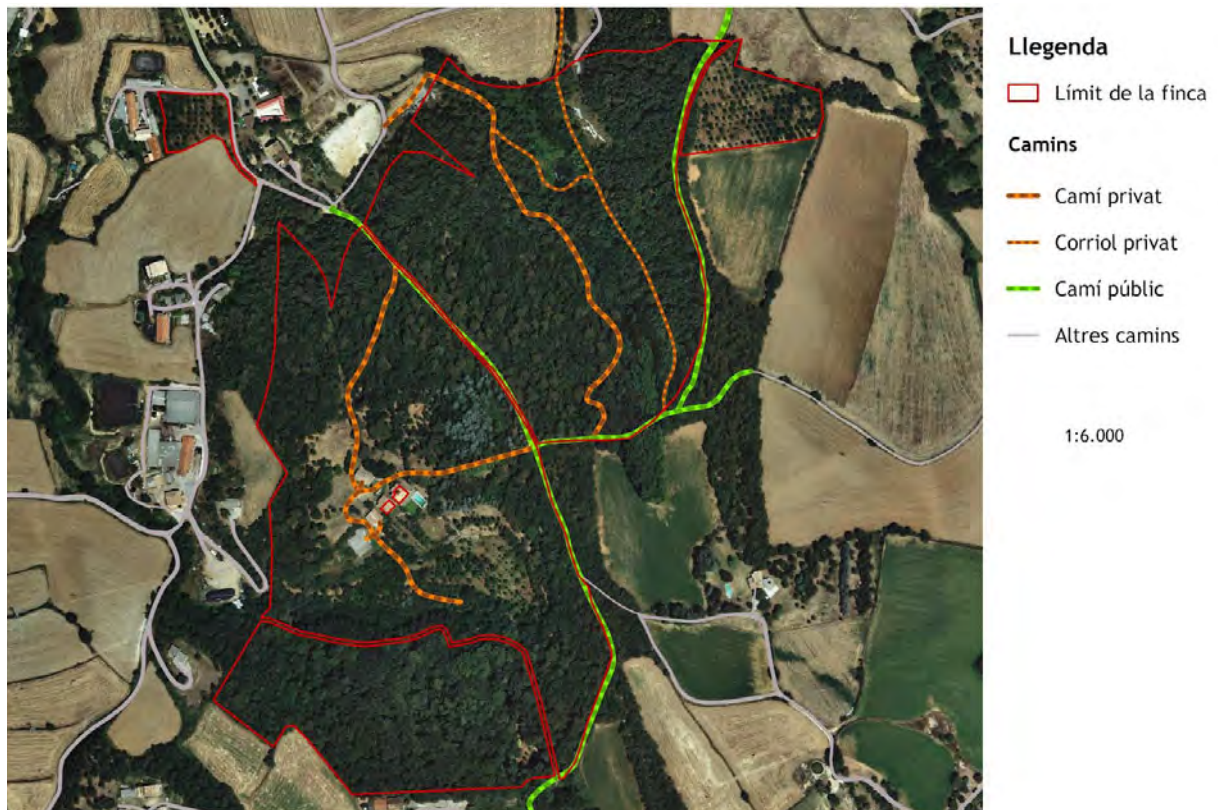 Llegenda
Límit de la finca
Camins
Camí privat
Corriol privat
Camí públic
Altres camins
1:6.000